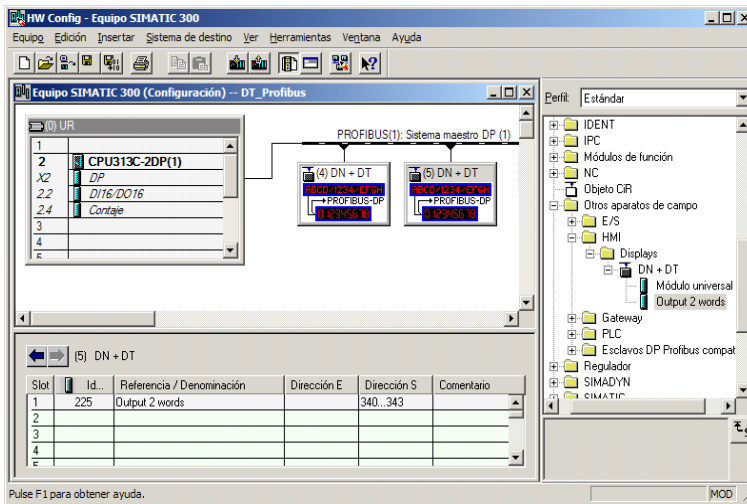 HW Config - Equipo SIMATIC 300
Equipo Edición Insertar Sistema de destino Ver Herramientas Ventana Ayuda
Equipo SIMATIC 300 (Configuración) -- DT_Profibus
(0) UR
1
2 CPU313C-2DP(1)
X2 DP
2.2 DI16/DO16
2.4 Contaje
3
4
PROFIBUS(1): Sistema maestro DP (1)
(4) DN + DT
ABCD/1234/EFGH
PROFIBUS-DP
012345678
(5) DN + DT
ABCD/1234/EFGH
PROFIBUS-DP
012345678
(5) DN + DT
Slot Id... Referencia / Denominación Dirección E Dirección S Comentario
1 225 Output 2 words 340...343
2
3
4
Perfil: Estándar
IDENT
IPC
Módulos de función
NC
Objeto CiR
Otros aparatos de campo
E/S
HMI
Displays
DN + DT
Módulo universal
Output 2 words
Gateway
PLC
Esclavos DP Profibus compat
Regulador
SIMADYN
SIMATIC
Pulse F1 para obtener ayuda.
MOD